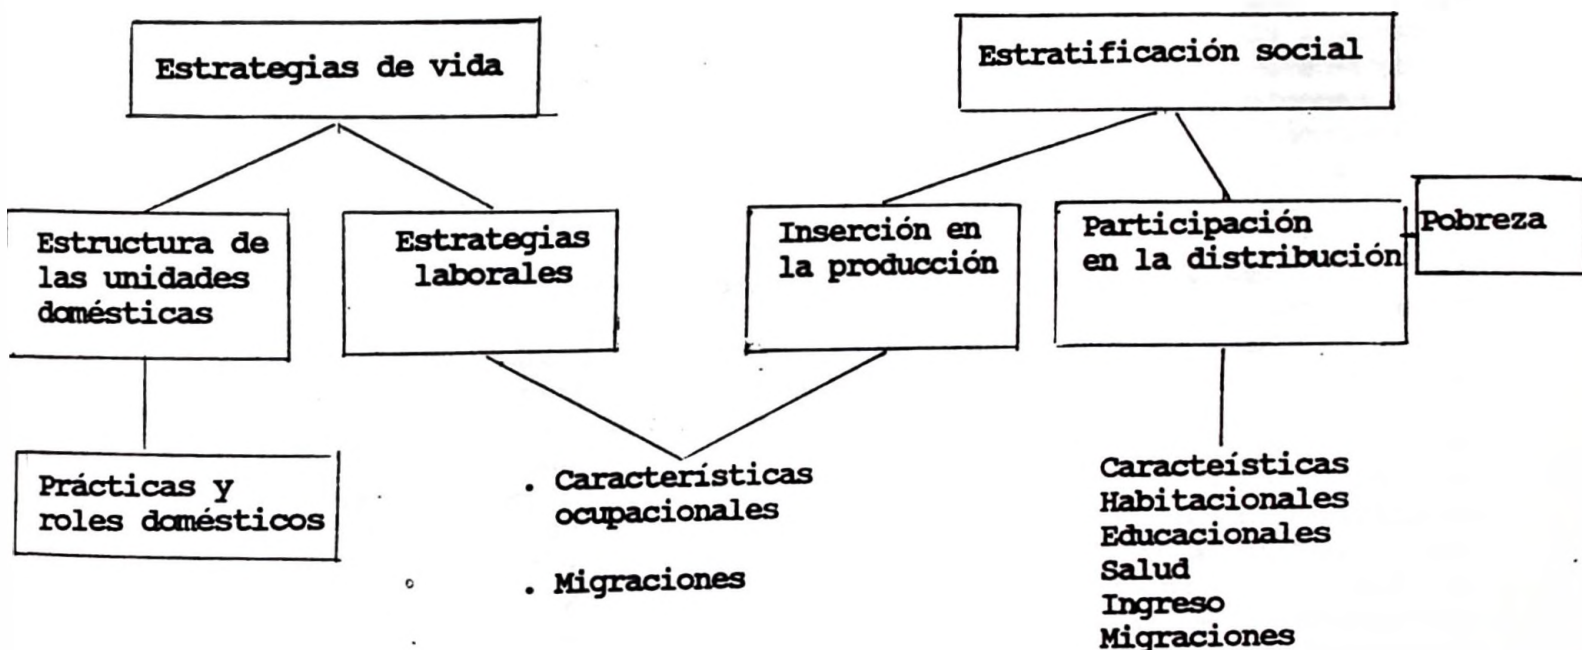 Estrategias de vida
Estratificación social
Estructura de
las unidades
domésticas
Estrategias
laborales
Inserción en
la producción
Participación
en la distribución
Pobreza
Prácticas y
roles domésticos
. Características
ocupacionales
. Migraciones
Caracteísticas
Habitacionales
Educacionales
Salud
Ingreso
Migraciones